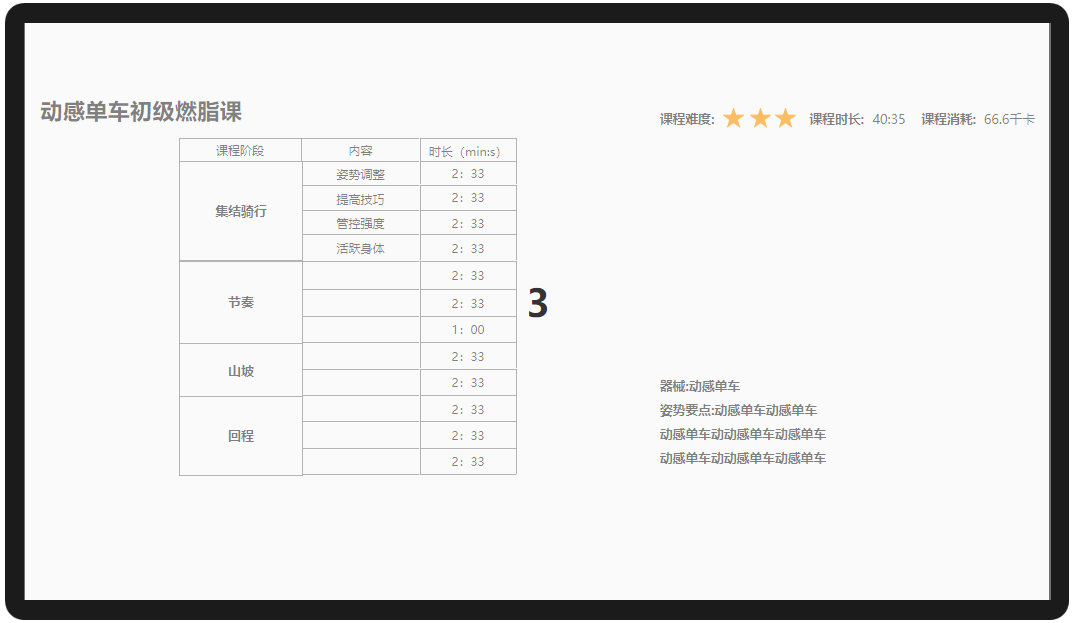 动感单车初级燃脂课
课程难度: 课程时长: 40:35 课程消耗: 66.6千卡
课程阶段 内容 时长（min:s）
集结骑行
姿势调整 2：33
提高技巧 2：33
管控强度 2：33
活跃身体 2：33
节奏
2：33
2：33
1：00
3
山坡
2：33
2：33
回程
2：33
2：33
2：33
器械:动感单车
姿势要点:动感单车动感单车
动感单车动动感单车动感单车
动感单车动动感单车动感单车